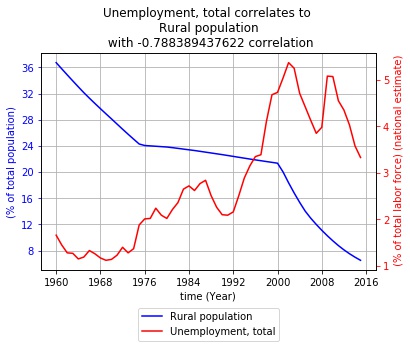 Unemployment, total correlates to
Rural population
with -0.788389437622 correlation
(% of total population)
36
32
28
24
20
16
12
8
5
4
3
2
1
(% of total labor force) (national estimate)
1960
1968
1976
1984
1992
2000
2008
2016
time (Year)
Rural population
Unemployment, total